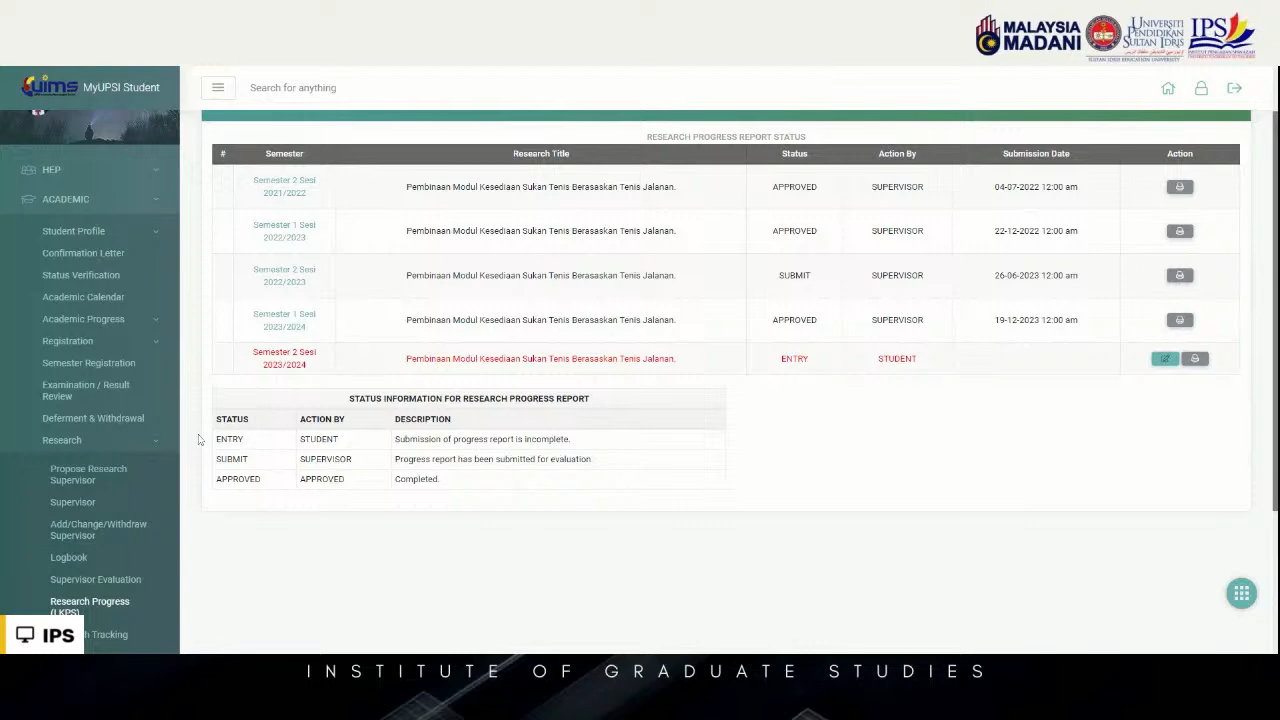 MALAYSIA
MADANI
UNIVERSITI
PENDIDIKAN
SULTAN IDRIS
SULTAN IDRIS EDUCATION UNIVERSITY
IPS
uims MyUPSI Student
Search for anything
HEP
ACADEMIC
Student Profile
Confirmation Letter
Status Verification
Academic Calendar
Academic Progress
Registration
Semester Registration
Examination / Result
Review
Deferment & Withdrawal
Research
Propose Research
Supervisor
Supervisor
Add/Change/Withdraw
Supervisor
Logbook
Supervisor Evaluation
Research Progress
(LKPS)
h Tracking
IPS
RESEARCH PROGRESS REPORT STATUS
# Semester Research Title Status Action By Submission Date Action
Semester 2 Sesi
2021/2022 Pembinaan Modul Kesediaan Sukan Tenis Berasaskan Tenis Jalanan. APPROVED SUPERVISOR 04-07-2022 12:00 am
Semester 1 Sesi
2022/2023 Pembinaan Modul Kesediaan Sukan Tenis Berasaskan Tenis Jalanan. APPROVED SUPERVISOR 22-12-2022 12:00 am
Semester 2 Sesi
2022/2023 Pembinaan Modul Kesediaan Sukan Tenis Berasaskan Tenis Jalanan. SUBMIT SUPERVISOR 26-06-2023 12:00 am
Semester 1 Sesi
2023/2024 Pembinaan Modul Kesediaan Sukan Tenis Berasaskan Tenis Jalanan. APPROVED SUPERVISOR 19-12-2023 12:00 am
Semester 2 Sesi
2023/2024 Pembinaan Modul Kesediaan Sukan Tenis Berasaskan Tenis Jalanan. ENTRY STUDENT
STATUS INFORMATION FOR RESEARCH PROGRESS REPORT
STATUS ACTION BY DESCRIPTION
ENTRY STUDENT Submission of progress report is incomplete.
SUBMIT SUPERVISOR Progress report has been submitted for evaluation
APPROVED APPROVED Completed.
INSTITUTE OF GRADUATE STUDIES